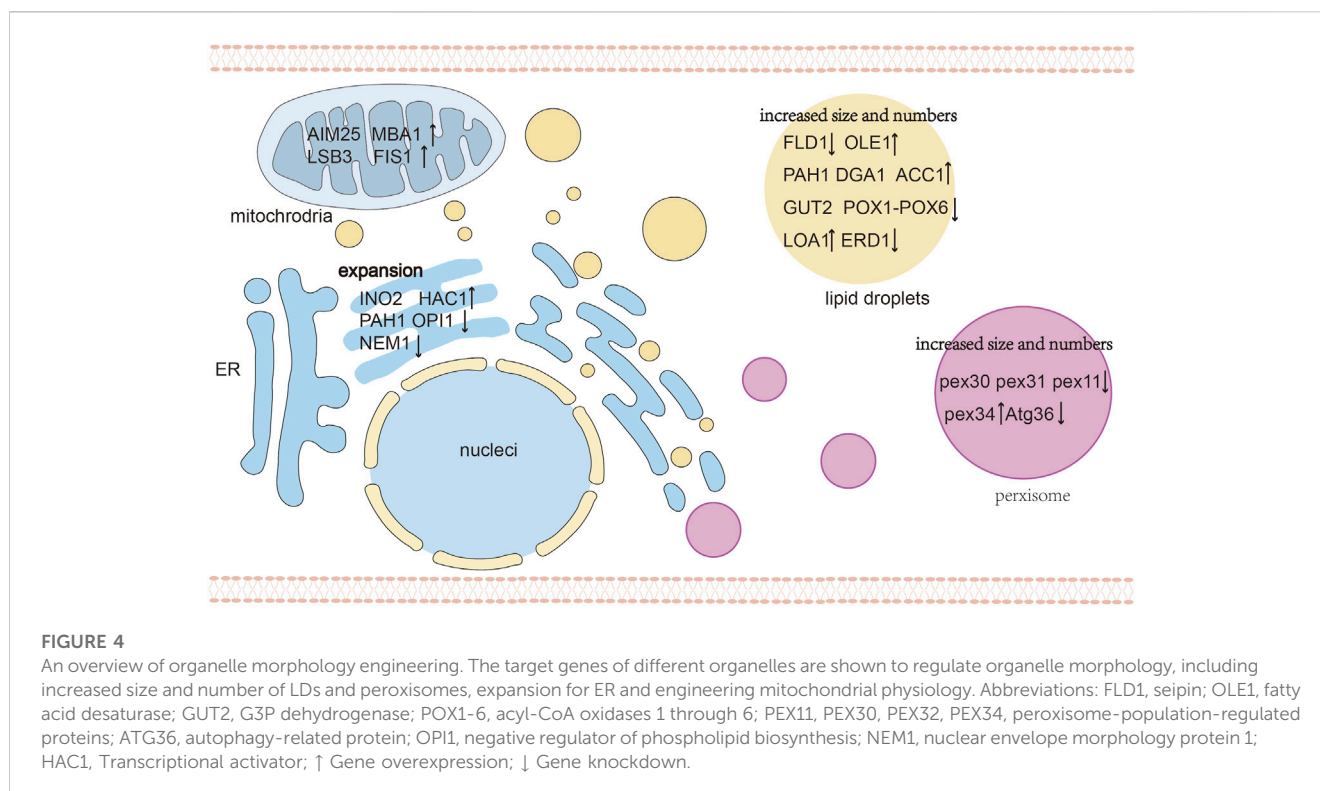 AIM25 MBA1↑
LSB3 FIS1↑
mitochrodria
expansion
INO2 HAC1↑
PAH1 OPI1↓
NEM1↓
ER
nucleci
increased size and numbers
FLD1↓ OLE1↑
PAH1 DGA1 ACC1↑
GUT2 POX1-POX6↓
LOA1↑ ERD1↓
lipid droplets
increased size and numbers
pex30 pex31 pex11↓
pex34↑Atg36↓
perxisome
FIGURE 4
An overview of organelle morphology engineering. The target genes of different organelles are shown to regulate organelle morphology, including
increased size and number of LDs and peroxisomes, expansion for ER and engineering mitochondrial physiology. Abbreviations: FLD1, seipin; OLE1, fatty
acid desaturase; GUT2, G3P dehydrogenase; POX1-6, acyl-CoA oxidases 1 through 6; PEX11, PEX30, PEX32, PEX34, peroxisome-population-regulated
proteins; ATG36, autophagy-related protein; OPI1, negative regulator of phospholipid biosynthesis; NEM1, nuclear envelope morphology protein 1;
HAC1, Transcriptional activator; ↑ Gene overexpression; ↓ Gene knockdown.